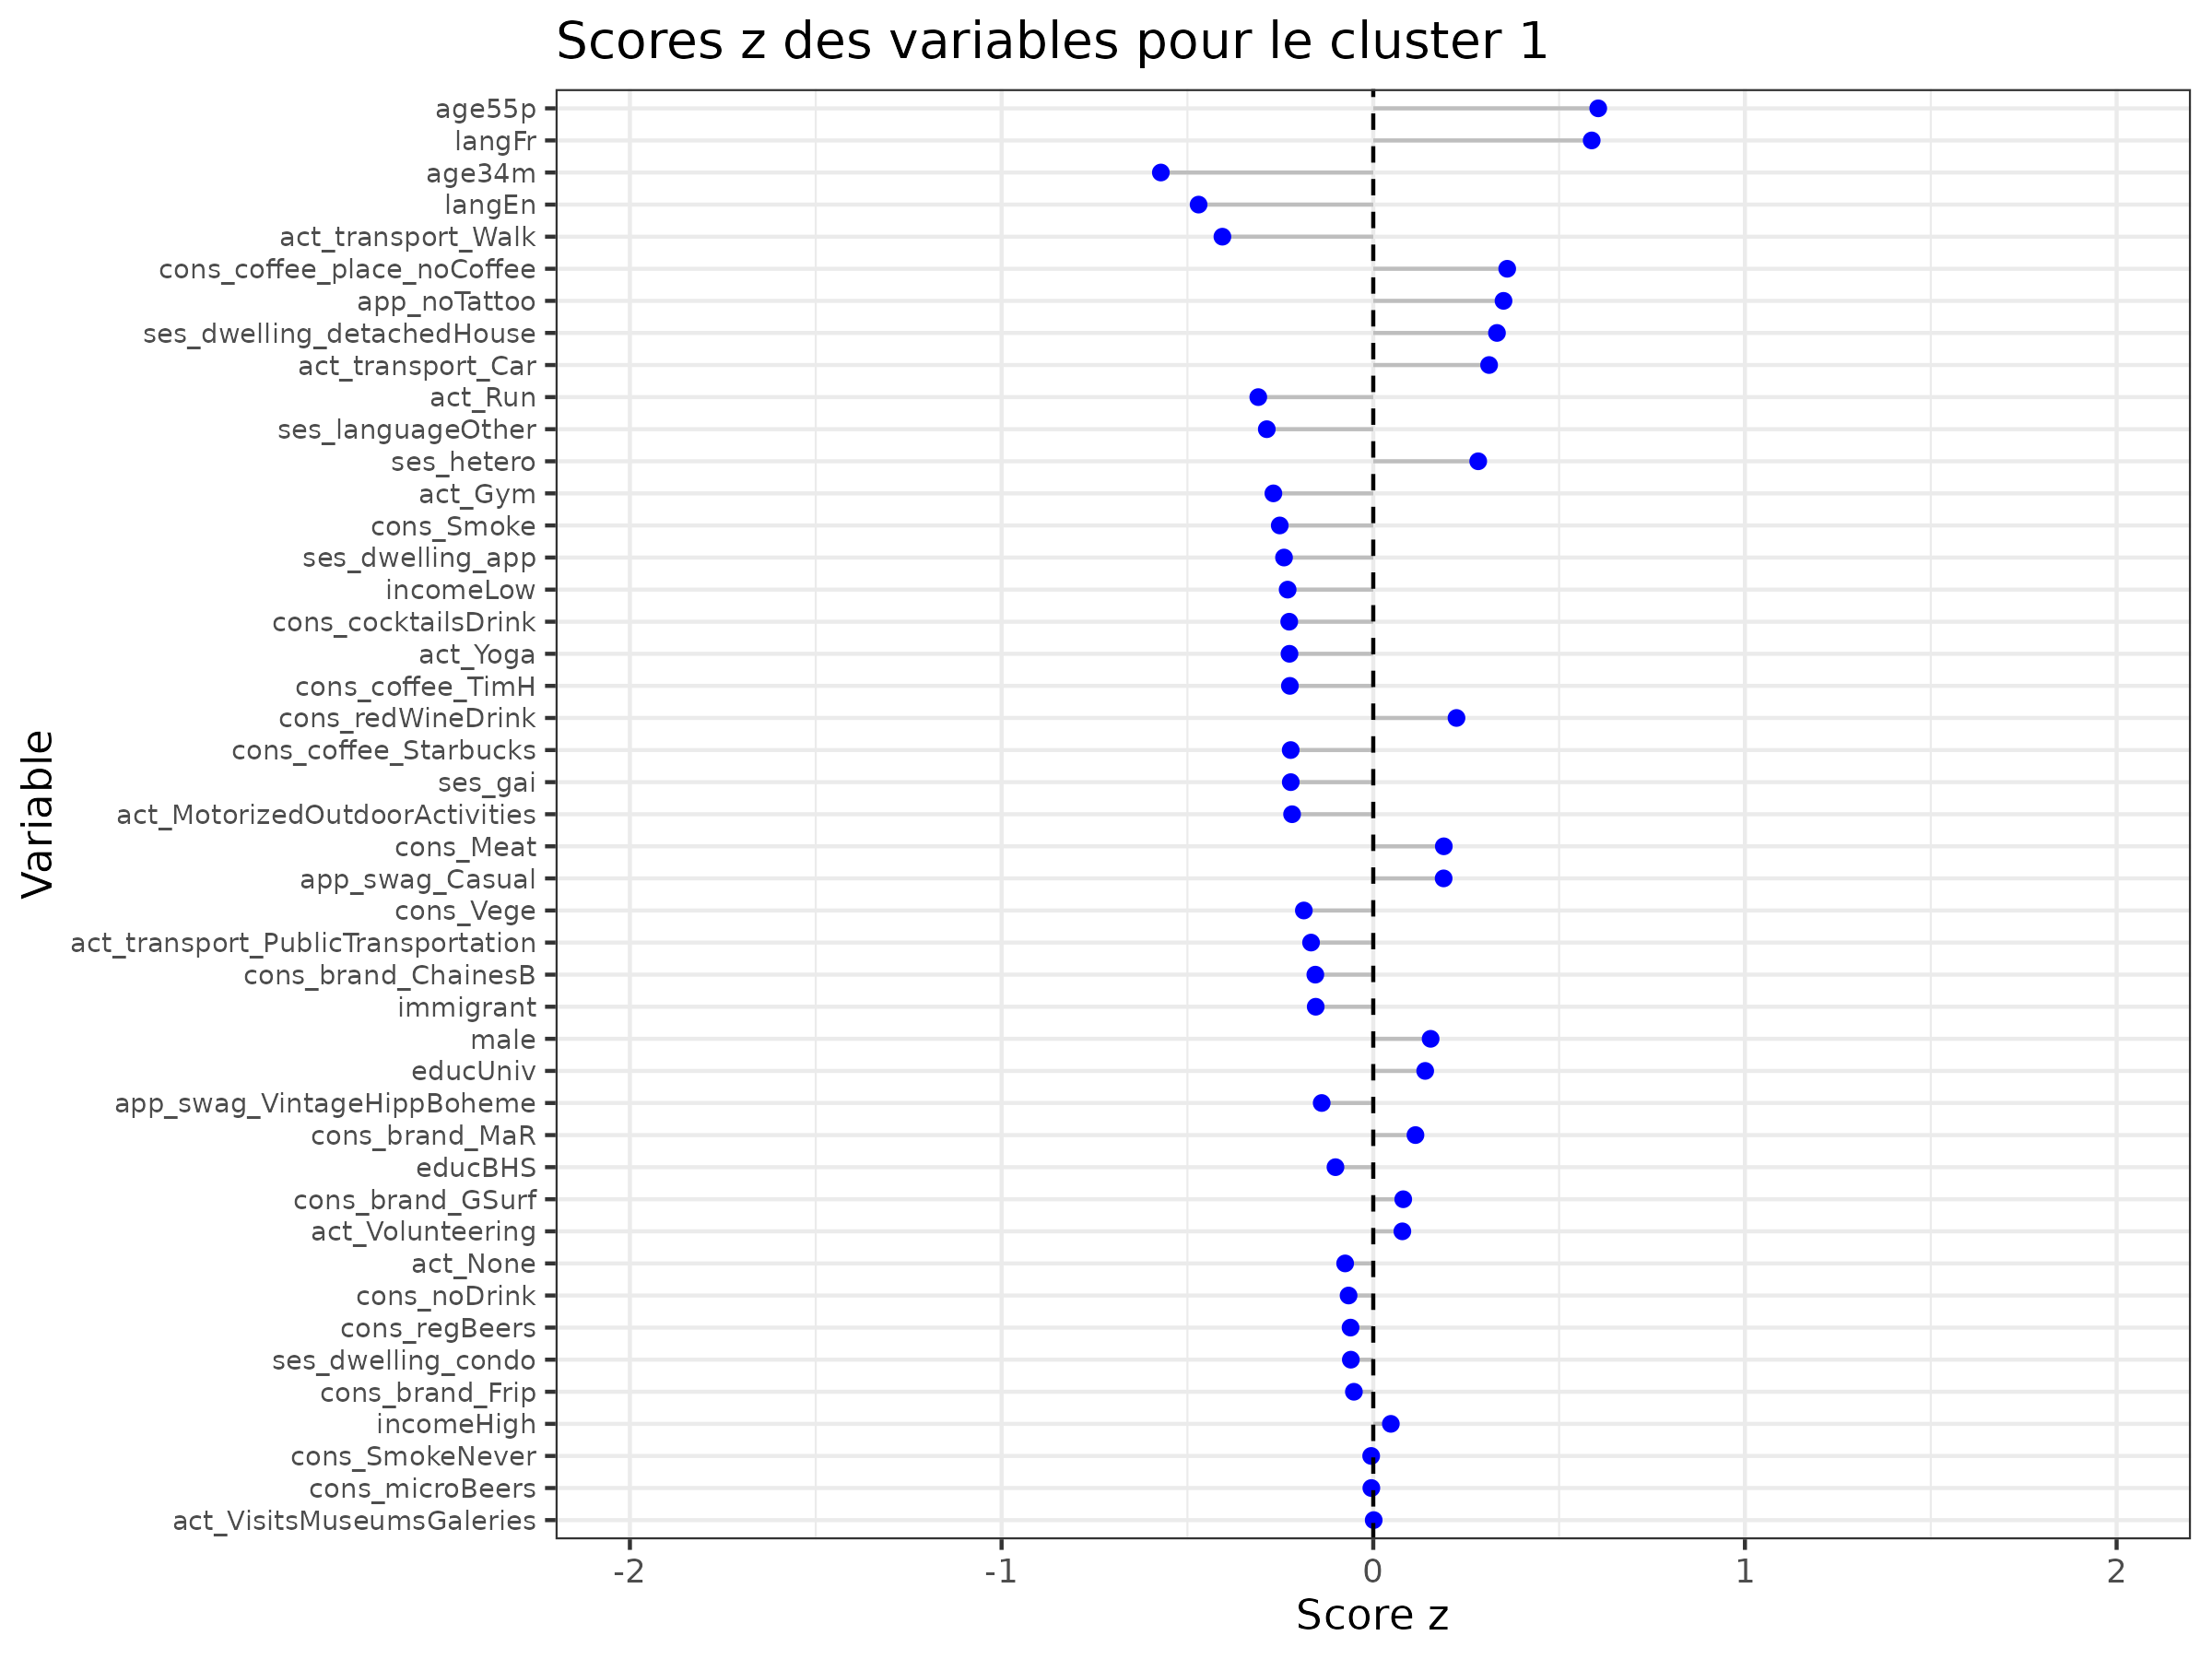 Scores z des variables pour le cluster 1
Variable
age55p
langFr
age34m
langEn
act_transport_Walk
cons_coffee_place_noCoffee
app_noTattoo
ses_dwelling_detachedHouse
act_transport_Car
act_Run
ses_languageOther
ses_hetero
act_Gym
cons_Smoke
ses_dwelling_app
incomeLow
cons_cocktailsDrink
act_Yoga
cons_coffee_TimH
cons_redWineDrink
cons_coffee_Starbucks
ses_gai
act_MotorizedOutdoorActivities
cons_Meat
app_swag_Casual
cons_Vege
act_transport_PublicTransportation
cons_brand_ChainesB
immigrant
male
educUniv
app_swag_VintageHippBoheme
cons_brand_MaR
educBHS
cons_brand_GSurf
act_Volunteering
act_None
cons_noDrink
cons_regBeers
ses_dwelling_condo
cons_brand_Frip
incomeHigh
cons_SmokeNever
cons_microBeers
act_VisitsMuseumsGaleries
-2 -1 0 1 2
Score z